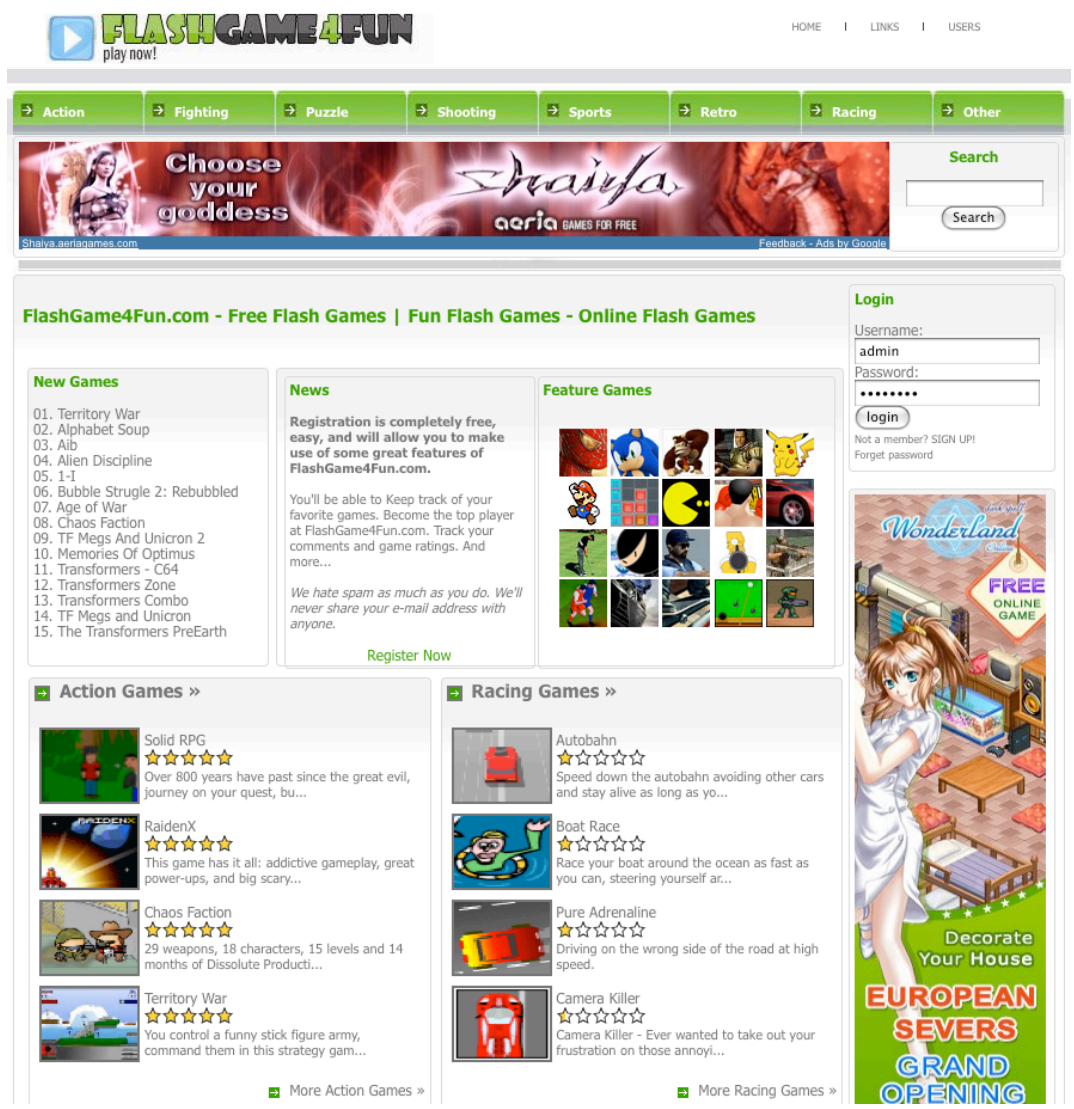 FLASHGAME4FUN
play now!
HOME | LINKS | USERS
Action Fighting Puzzle Shooting Sports Retro Racing Other
Choose
your
goddess
Shaiya
aeria GAMES FOR FREE
Shaiya.aeriagames.com
Feedback - Ads by Google
Search
Search
FlashGame4Fun.com - Free Flash Games | Fun Flash Games - Online Flash Games
New Games
01. Territory War
02. Alphabet Soup
03. Aib
04. Alien Discipline
05. 1-I
06. Bubble Strugle 2: Rebubbled
07. Age of War
08. Chaos Faction
09. TF Megs And Unicron 2
10. Memories Of Optimus
11. Transformers - C64
12. Transformers Zone
13. Transformers Combo
14. TF Megs and Unicron
15. The Transformers PreEarth
News
Registration is completely free,
easy, and will allow you to make
use of some great features of
FlashGame4Fun.com.
You'll be able to Keep track of your
favorite games. Become the top player
at FlashGame4Fun.com. Track your
comments and game ratings. And
more...
We hate spam as much as you do. We'll
never share your e-mail address with
anyone.
Register Now
Feature Games
Login
Username:
admin
Password:
••••••••
login
Not a member? SIGN UP!
Forget password
Action Games »
Solid RPG
Over 800 years have past since the great evil,
journey on your quest, bu...
RAIDENX
RaidenX
This game has it all: addictive gameplay, great
power-ups, and big scary...
Chaos Faction
29 weapons, 18 characters, 15 levels and 14
months of Dissolute Producti...
Territory War
You control a funny stick figure army,
command them in this strategy gam...
More Action Games »
Racing Games »
Autobahn
Speed down the autobahn avoiding other cars
and stay alive as long as yo...
Boat Race
Race your boat around the ocean as fast as
you can, steering yourself ar...
Pure Adrenaline
Driving on the wrong side of the road at high
speed.
Camera Killer
Camera Killer - Ever wanted to take out your
frustration on those annoyi...
More Racing Games »
Wonderland
Online
FREE
ONLINE
GAME
Decorate
Your House
EUROPEAN
SEVERS
GRAND
OPENING